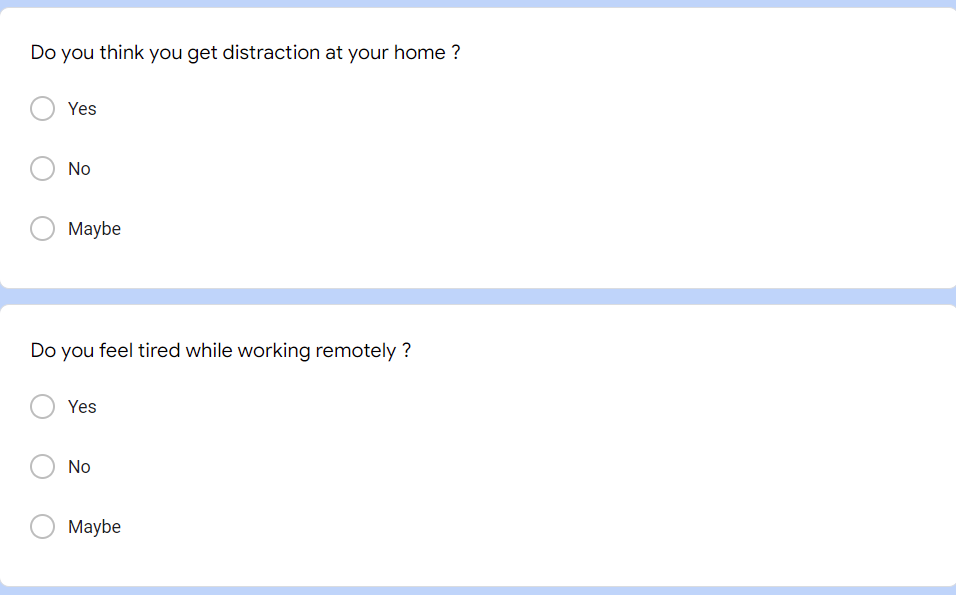 Do you think you get distraction at your home ?
Yes
No
Maybe
Do you feel tired while working remotely ?
Yes
No
Maybe